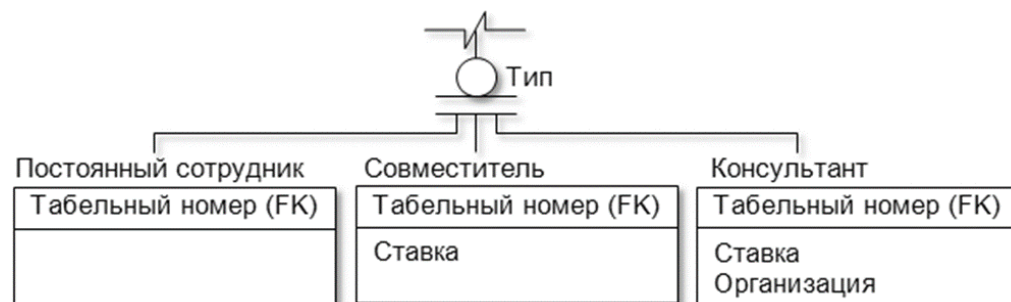 Тип
Постоянный сотрудник
Табельный номер (FK)
Совместитель
Табельный номер (FK)
Ставка
Консультант
Табельный номер (FK)
Ставка
Организация